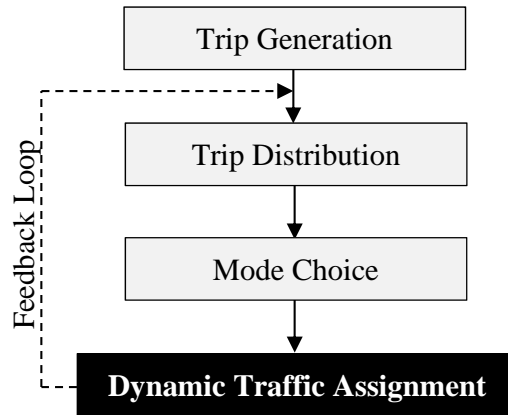 Trip Generation
Trip Distribution
Feedback Loop
Mode Choice
Dynamic Traffic Assignment